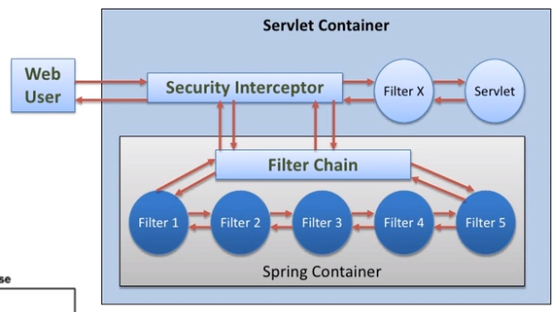 Servlet Container
Web
User
Security Interceptor
Filter X
Servlet
Filter Chain
Filter 1
Filter 2
Filter 3
Filter 4
Filter 5
Spring Container
se